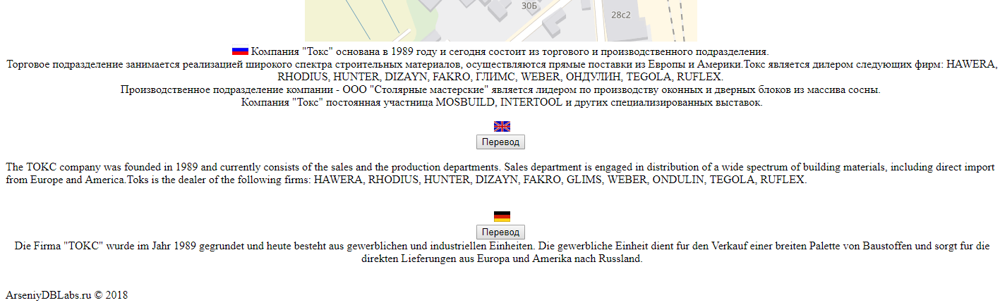 30Б
28с2
Компания "Токс" основана в 1989 году и сегодня состоит из торгового и производственного подразделения.
Торговое подразделение занимается реализацией широкого спектра строительных материалов, осуществляются прямые поставки из Европы и Америки.Токс является дилером следующих фирм: HAWERA,
RHODIUS, HUNTER, DIZAYN, FAKRO, ГЛИМС, WEBER, ОНДУЛИН, TEGOLA, RUFLEX.
Производственное подразделение компании - ООО "Столярные мастерские" является лидером по производству оконных и дверных блоков из массива сосны.
Компания "Токс" постоянная участница MOSBUILD, INTERTOOL и других специализированных выставок.
Перевод
The TOKC company was founded in 1989 and currently consists of the sales and the production departments. Sales department is engaged in distribution of a wide spectrum of building materials, including direct import
from Europe and America.Toks is the dealer of the following firms: HAWERA, RHODIUS, HUNTER, DIZAYN, FAKRO, GLIMS, WEBER, ONDULIN, TEGOLA, RUFLEX.
Перевод
Die Firma "TOKC" wurde im Jahr 1989 gegrundet und heute besteht aus gewerblichen und industriellen Einheiten. Die gewerbliche Einheit dient fur den Verkauf einer breiten Palette von Baustoffen und sorgt fur die
direkten Lieferungen aus Europa und Amerika nach Russland.
ArseniyDBLabs.ru © 2018